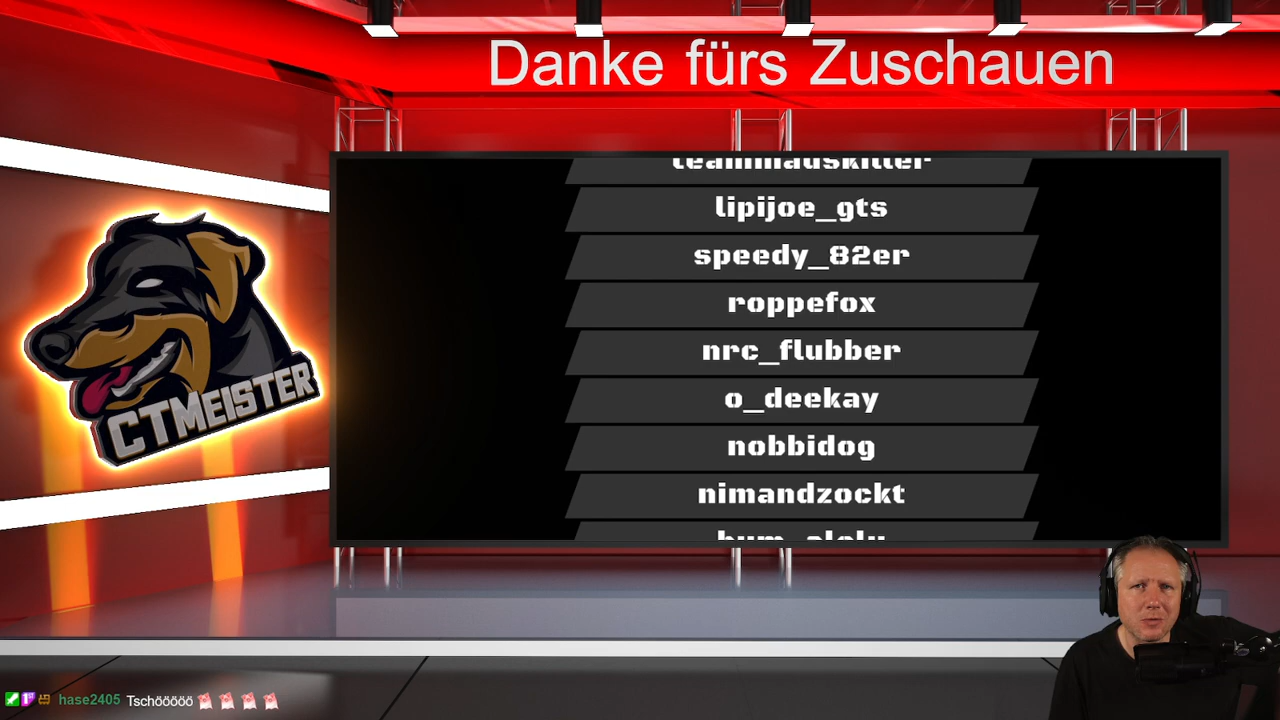 Danke fürs Zuschauen
lipijoe_gts
speedy_82er
roppefox
nrc_flubber
o_deekay
nobbidog
nimandzockt
CTMEISTER
hase2405 Tschööööö